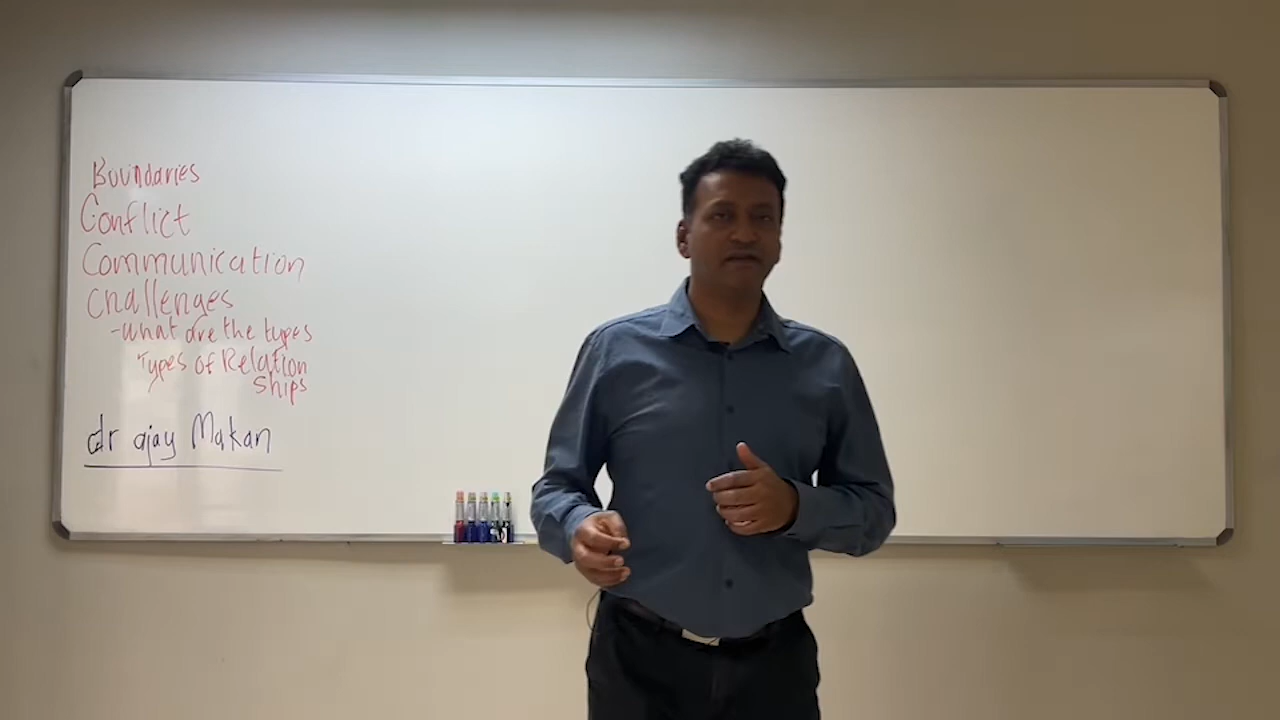 Boundaries
Conflict
Communication
Challenges
-what are the types
Types of Relation
ships
dr ajay Makan